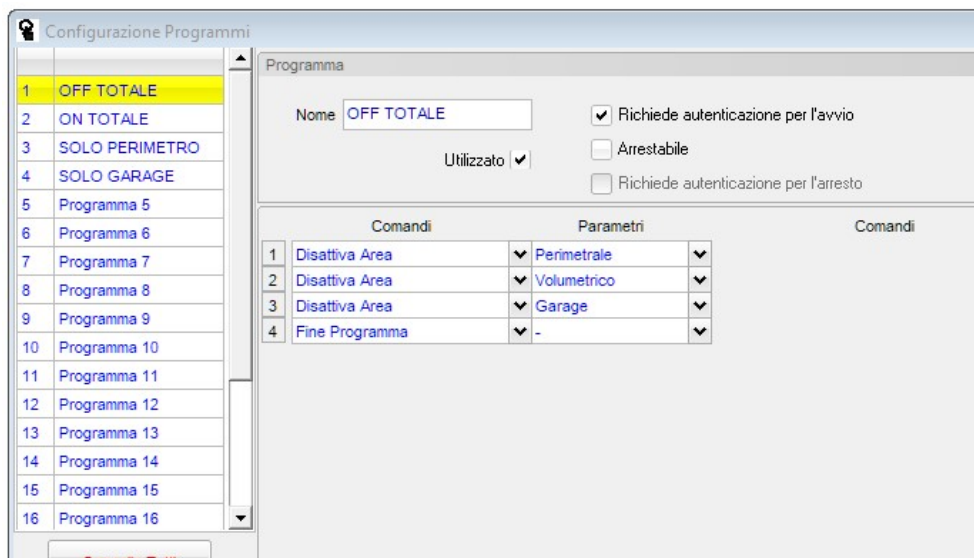 Configurazione Programmi
1 OFF TOTALE
2 ON TOTALE
3 SOLO PERIMETRO
4 SOLO GARAGE
5 Programma 5
6 Programma 6
7 Programma 7
8 Programma 8
9 Programma 9
10 Programma 10
11 Programma 11
12 Programma 12
13 Programma 13
14 Programma 14
15 Programma 15
16 Programma 16
Programma
Nome OFF TOTALE
Utilizzato
Richiede autenticazione per l'avvio
Arrestabile
Richiede autenticazione per l'arresto
Comandi Parametri Comandi
1 Disattiva Area Perimetrale
2 Disattiva Area Volumetrico
3 Disattiva Area Garage
4 Fine Programma -